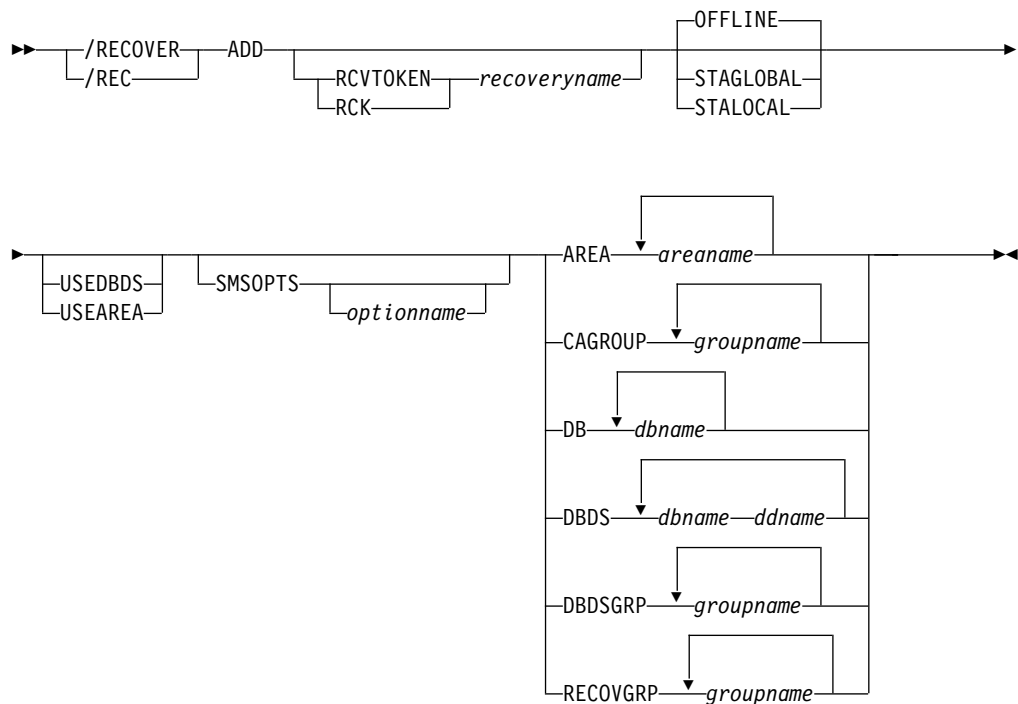 OFFLINE
/RECOVER ADD
/REC RCVTOKEN recoveryname STAGLOBAL
RCK STALOCAL
AREA areaname
USEDBDS SMSOPTS
USEAREA optionname
CAGROUP groupname
DB dbname
DBDS dbname ddname
DBDSGRP groupname
RECOVGRP groupname